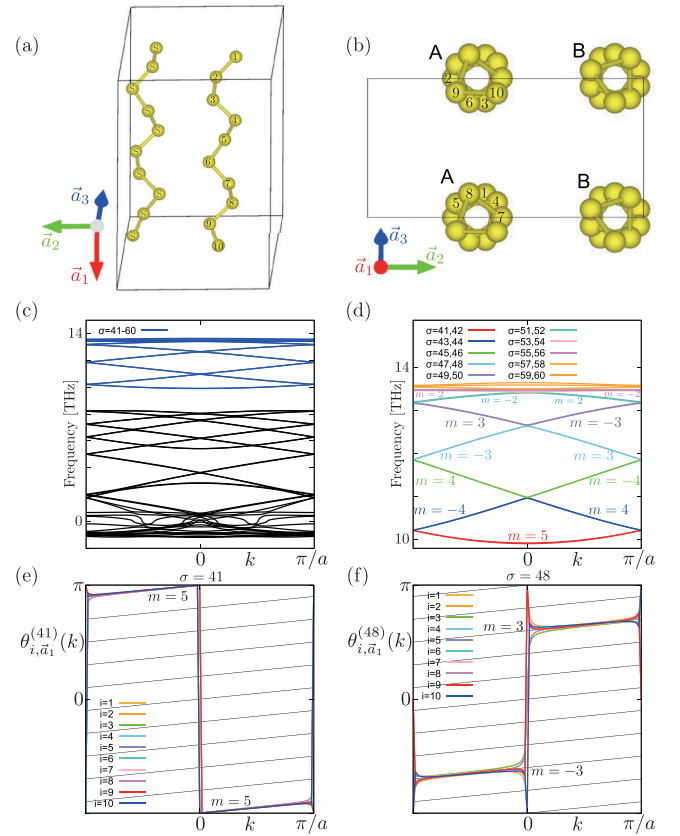 (a)
S
S
S
S
S
S
S
S
S
S
1
2
3
4
5
6
7
8
9
10
a⃗₃
a⃗₂
a⃗₁
(b)
A
B
2
9
6
3
10
A
B
5
8
1
4
7
a⃗₃
a⃗₁
a⃗₂
(c)
14
σ=41-60
Frequency [THz]
0
0
k
π/a
(d)
σ=41,42
σ=43,44
σ=45,46
σ=47,48
σ=49,50
σ=51,52
σ=53,54
σ=55,56
σ=57,58
σ=59,60
14
Frequency [THz]
m = 2
m = −2
m = 2
m = −2
m = 3
m = −3
m = −3
m = 3
m = 4
m = −4
m = −4
m = 4
m = 5
10
0
k
π/a
(e)
σ = 41
π
m = 5
θ⁽⁴¹⁾ᵢ,ₐ⃗₁(k)
0
i=1
i=2
i=3
i=4
i=5
i=6
i=7
i=8
i=9
i=10
m = 5
0
k
π/a
(f)
σ = 48
π
i=1
i=2
i=3
i=4
i=5
i=6
i=7
i=8
i=9
i=10
m = 3
θ⁽⁴⁸⁾ᵢ,ₐ⃗₁(k)
0
m = −3
0
k
π/a